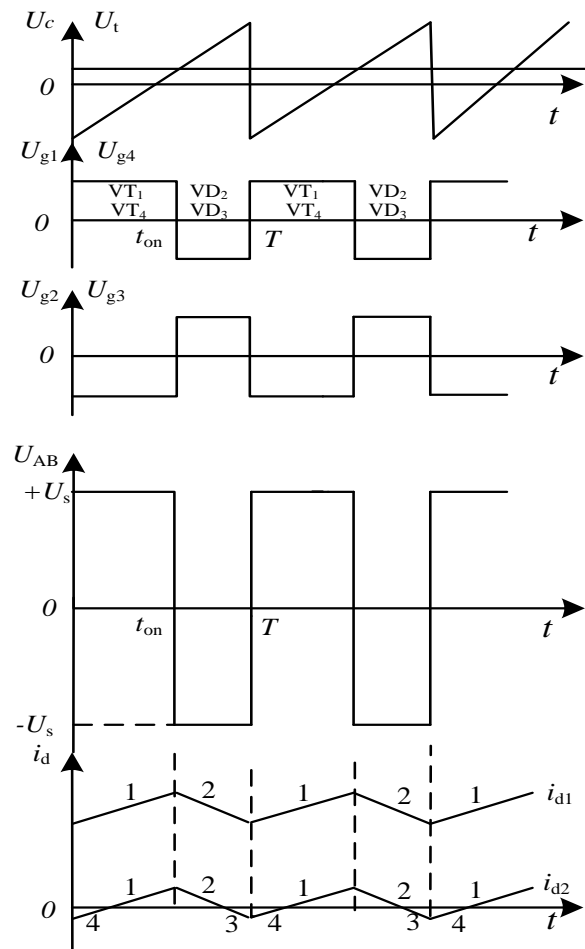 Uc Ut
0
t
Ug1 Ug4
VT1 VD2 VT1 VD2
VT4 VD3 VT4 VD3
0
ton T t
Ug2 Ug3
0
t
UAB
+Us
0
ton T t
-Us
id
1 2 1 2 1 id1
1 2 1 2 1 id2
0
4 3 4 3 4 t